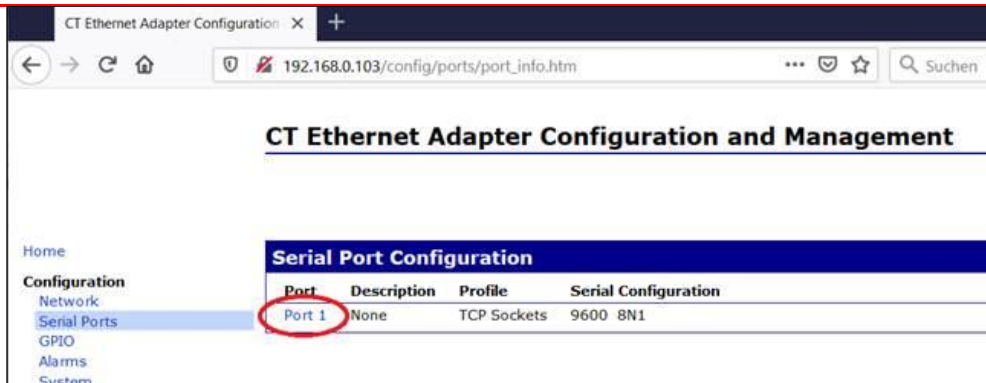 CT Ethernet Adapter Configuration
192.168.0.103/config/ports/port_info.htm
Suchen
CT Ethernet Adapter Configuration and Management
Home
Configuration
Network
Serial Ports
GPIO
Alarms
System
Serial Port Configuration
Port Description Profile Serial Configuration
Port 1 None TCP Sockets 9600 8N1